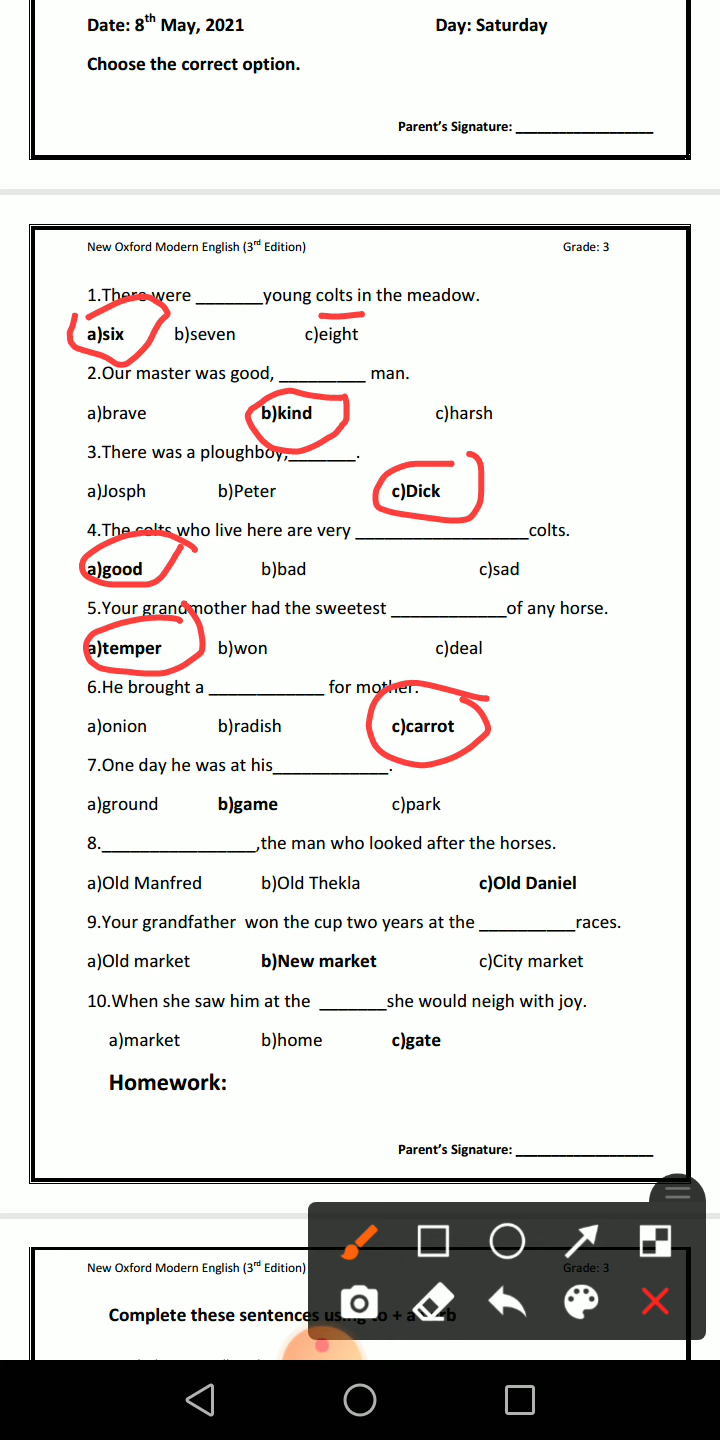 Date: 8th May, 2021 Day: Saturday
Choose the correct option.
Parent's Signature: ___________________
New Oxford Modern English (3rd Edition) Grade: 3
1.There were _______young colts in the meadow.
a)six b)seven c)eight
2.Our master was good, _________ man.
a)brave b)kind c)harsh
3.There was a ploughboy,_______.
a)Josph b)Peter c)Dick
4.The colts who live here are very __________________colts.
a)good b)bad c)sad
5.Your grandmother had the sweetest ____________of any horse.
a)temper b)won c)deal
6.He brought a ____________ for mother.
a)onion b)radish c)carrot
7.One day he was at his____________.
a)ground b)game c)park
8.________________,the man who looked after the horses.
a)Old Manfred b)Old Thekla c)Old Daniel
9.Your grandfather won the cup two years at the __________races.
a)Old market b)New market c)City market
10.When she saw him at the _______she would neigh with joy.
a)market b)home c)gate
Homework:
Parent's Signature: ___________________
New Oxford Modern English (3rd Edition) Grade: 3
Complete these sentences using to + a verb